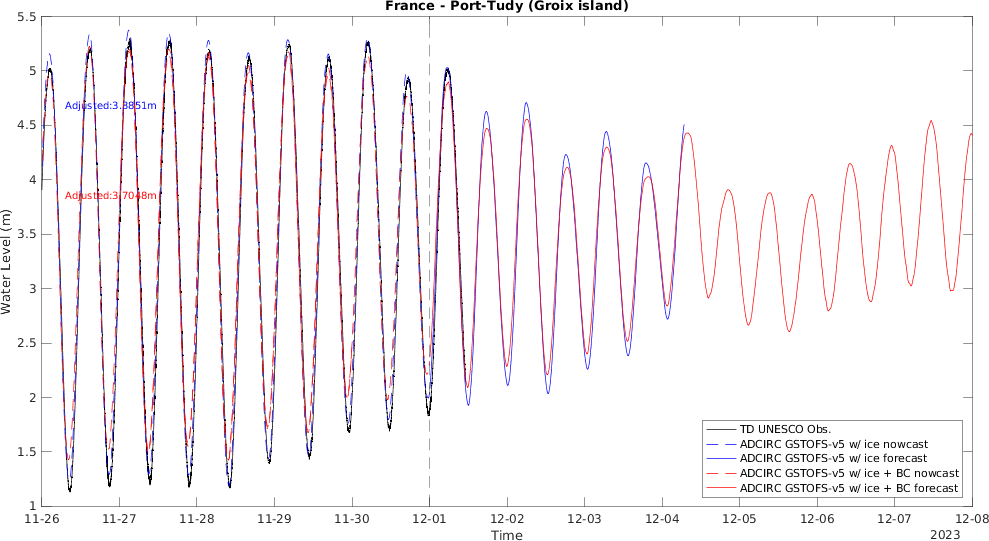 France - Port-Tudy (Groix island)
5.5
5
4.5
4
3.5
3
2.5
2
1.5
1
Water Level (m)
Adjusted:3.3851m
Adjusted:3.7048m
TD UNESCO Obs.
ADCIRC GSTOFS-v5 w/ ice nowcast
ADCIRC GSTOFS-v5 w/ ice forecast
ADCIRC GSTOFS-v5 w/ ice + BC nowcast
ADCIRC GSTOFS-v5 w/ ice + BC forecast
11-26 11-27 11-28 11-29 11-30 12-01 12-02 12-03 12-04 12-05 12-06 12-07 12-08
Time
2023